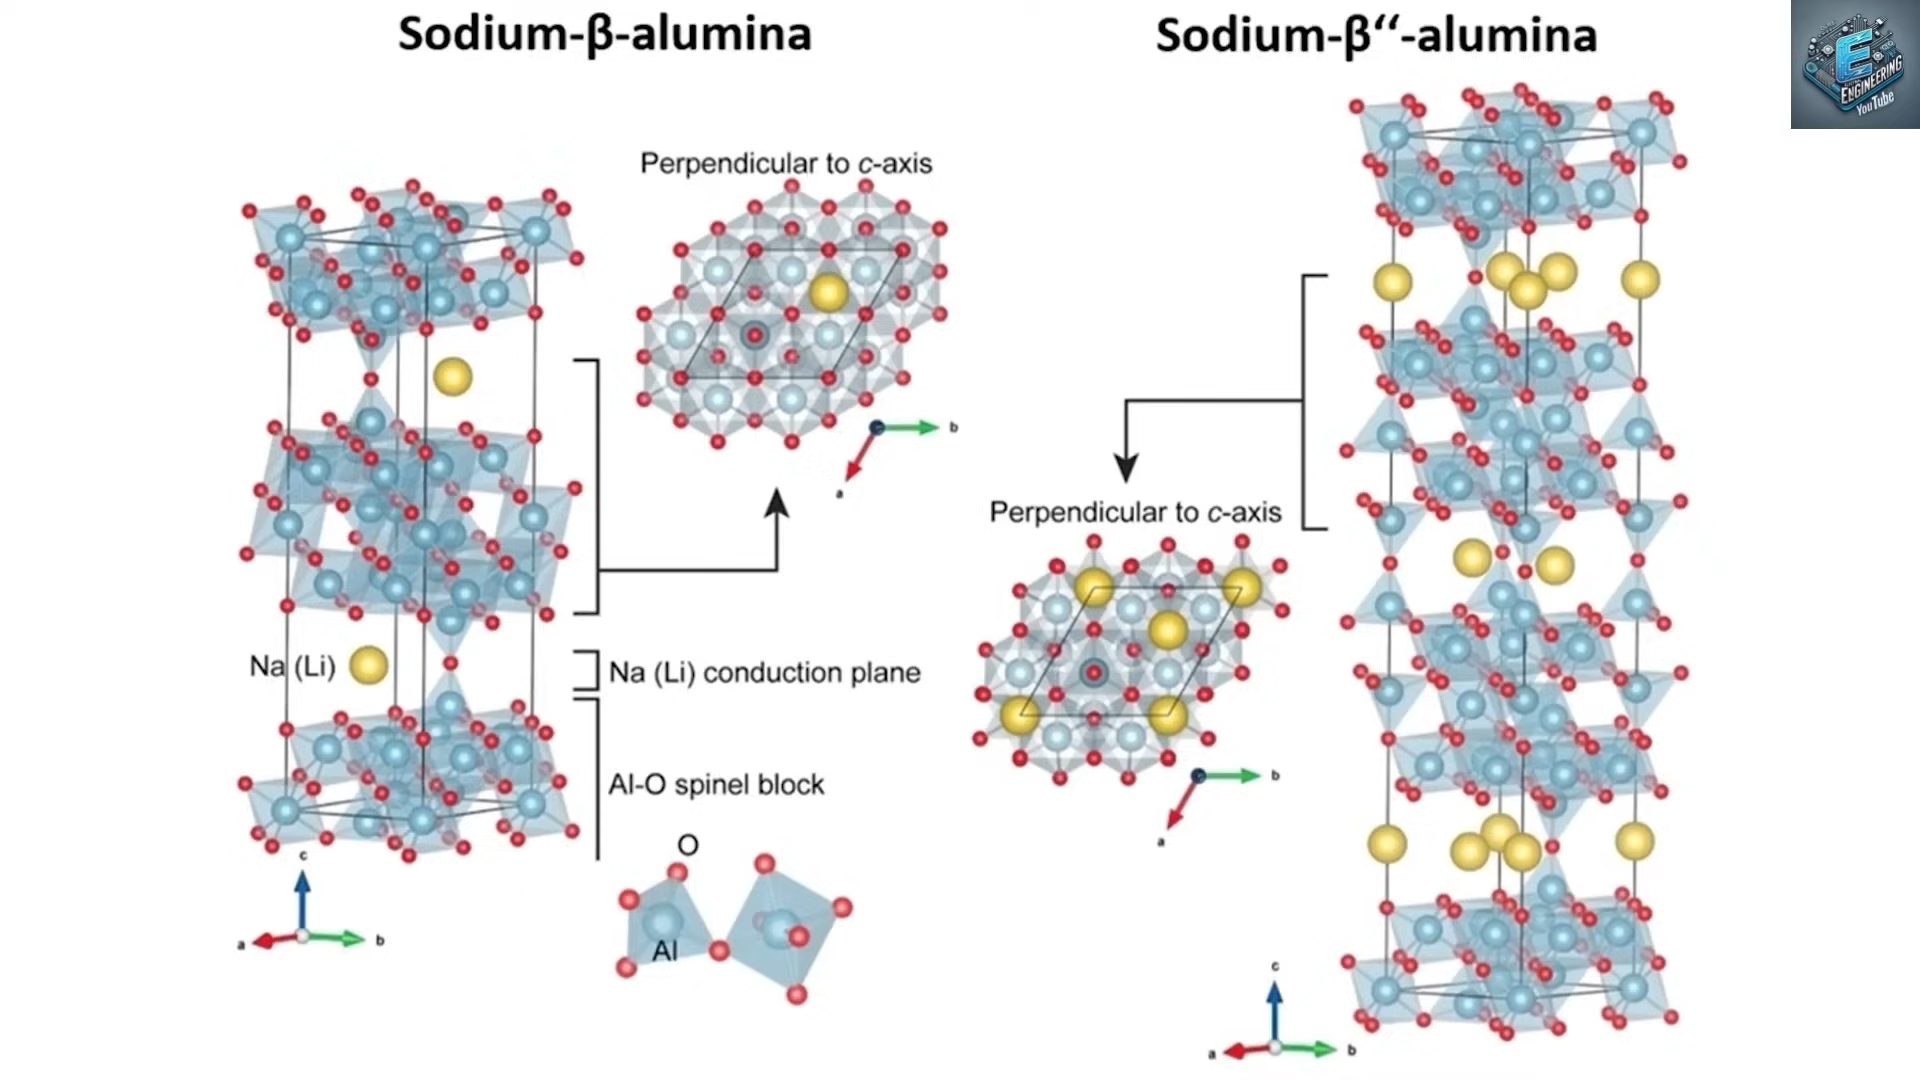 Sodium-β-alumina
Sodium-β“-alumina
E
ENGINEERING
YouTube
Perpendicular to c-axis
b
a
Perpendicular to c-axis
b
a
Na (Li)
Na (Li) conduction plane
Al-O spinel block
O
Al
c
a
b
c
a
b